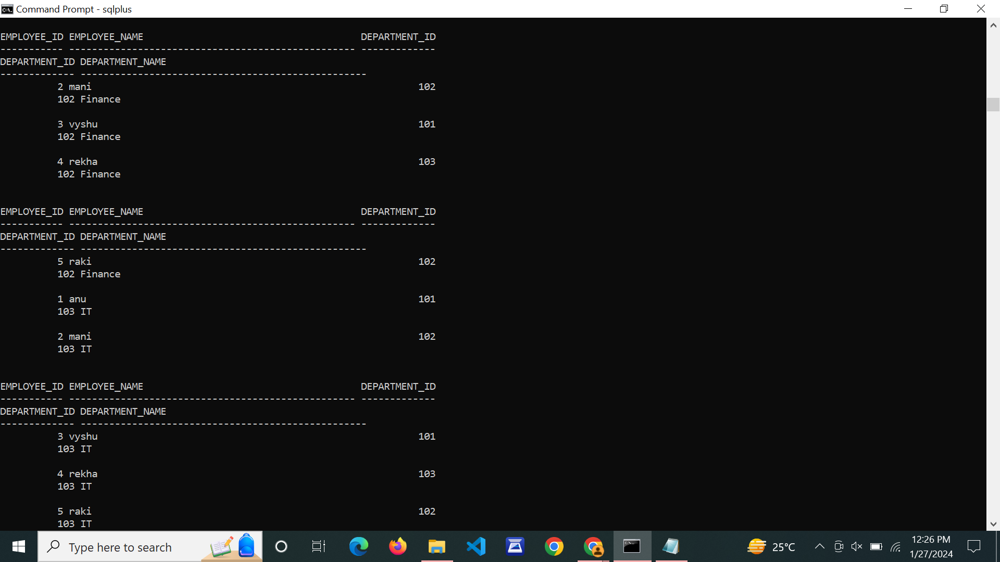 Command Prompt - sqlplus
EMPLOYEE_ID EMPLOYEE_NAME                                      DEPARTMENT_ID
----------- -------------------------------------------------- -------------
DEPARTMENT_ID DEPARTMENT_NAME
------------- --------------------------------------------------
          2 mani                                                         102
          102 Finance
          3 vyshu                                                        101
          102 Finance
          4 rekha                                                        103
          102 Finance
EMPLOYEE_ID EMPLOYEE_NAME                                      DEPARTMENT_ID
----------- -------------------------------------------------- -------------
DEPARTMENT_ID DEPARTMENT_NAME
------------- --------------------------------------------------
          5 raki                                                         102
          102 Finance
          1 anu                                                          101
          103 IT
          2 mani                                                         102
          103 IT
EMPLOYEE_ID EMPLOYEE_NAME                                      DEPARTMENT_ID
----------- -------------------------------------------------- -------------
DEPARTMENT_ID DEPARTMENT_NAME
------------- --------------------------------------------------
          3 vyshu                                                        101
          103 IT
          4 rekha                                                        103
          103 IT
          5 raki                                                         102
          103 IT
Type here to search
25°C
12:26 PM
1/27/2024